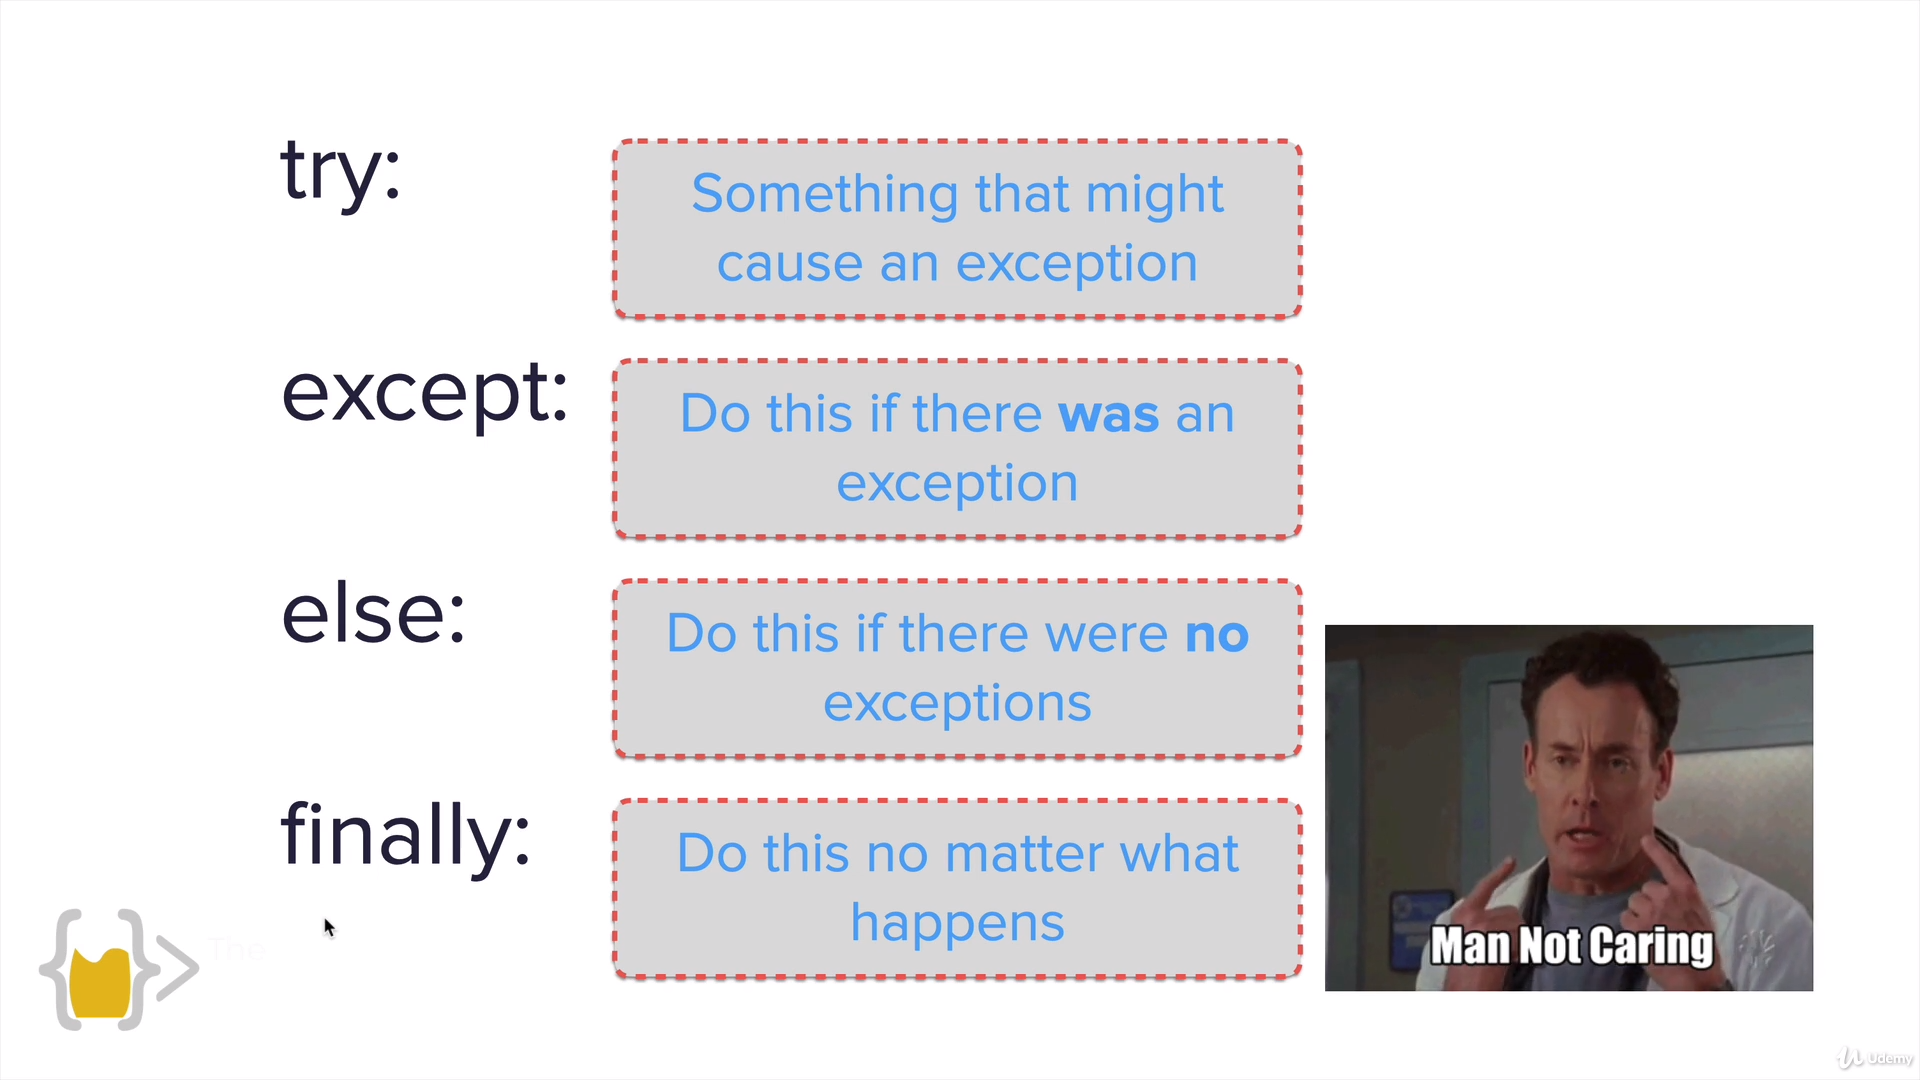 try:
Something that might
cause an exception
except:
Do this if there was an
exception
else:
Do this if there were no
exceptions
finally:
Do this no matter what
happens
Man Not Caring
The
Udemy